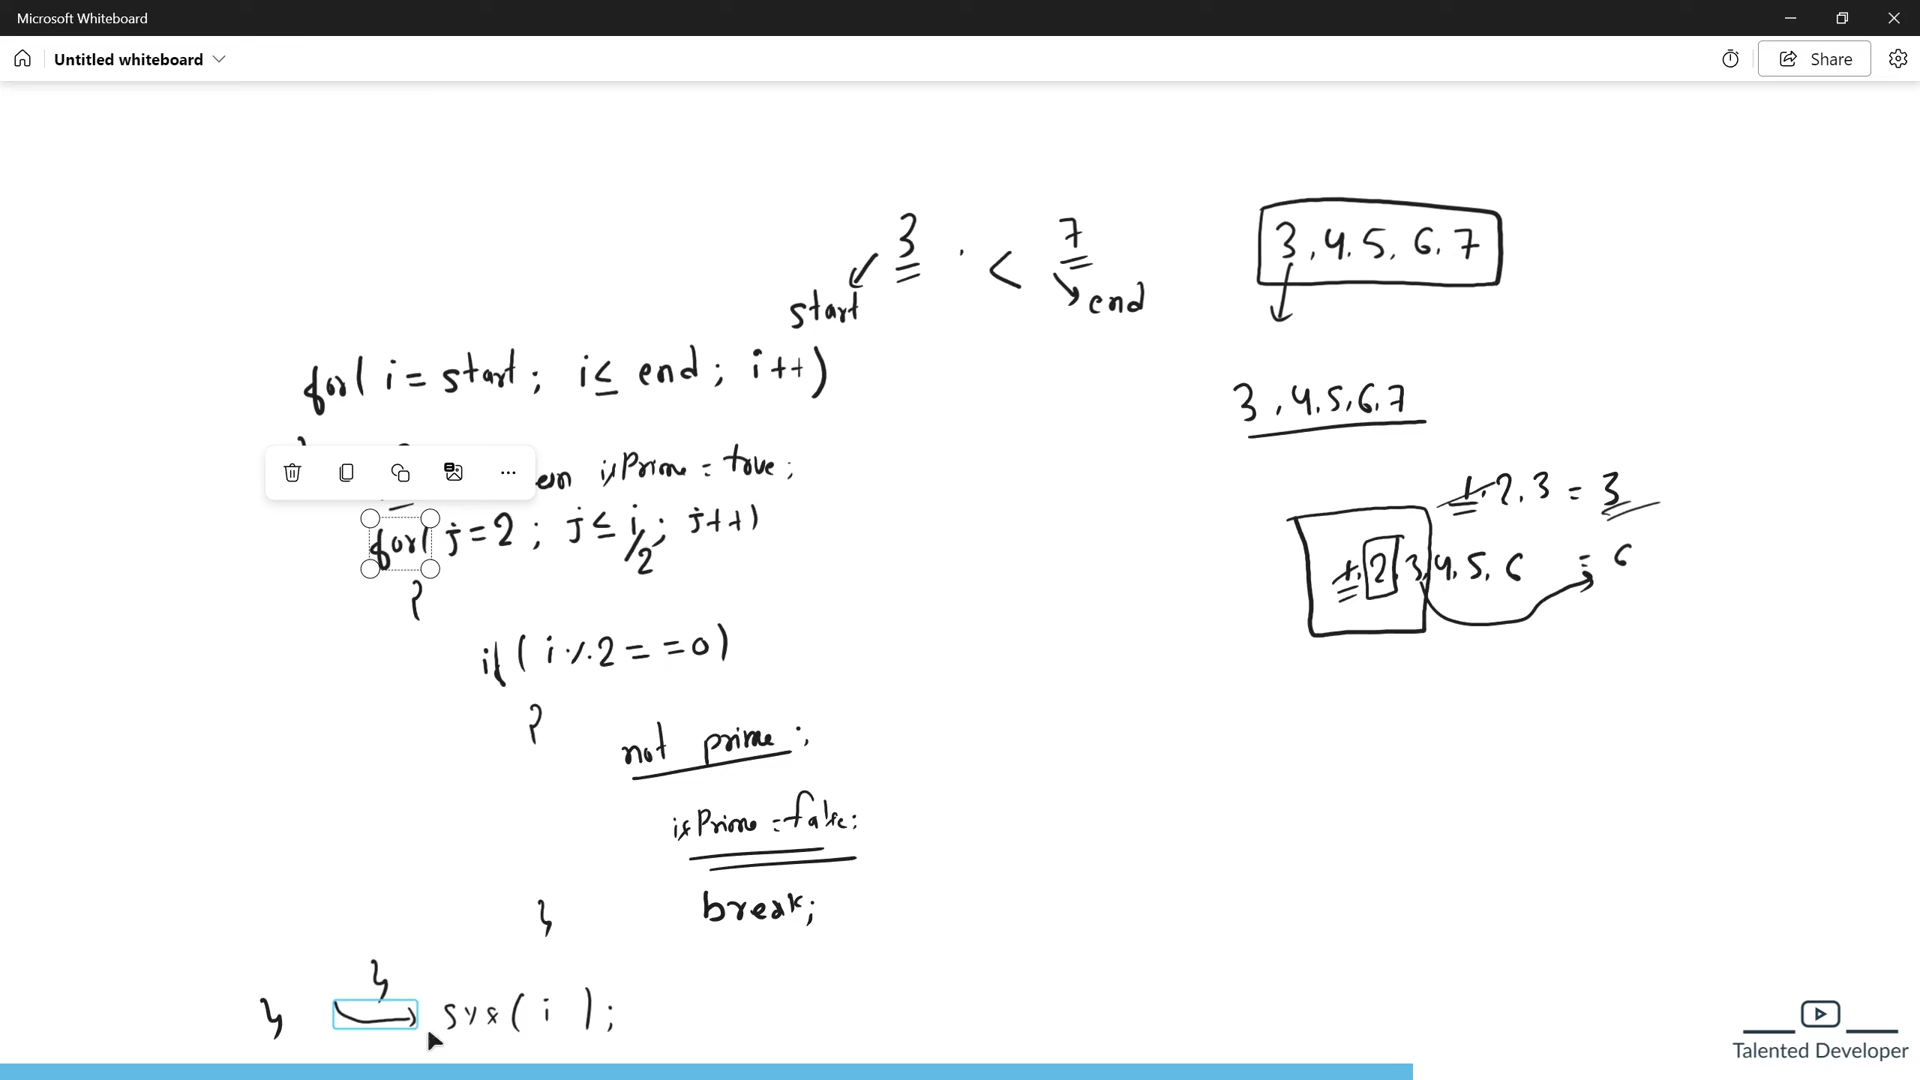 Microsoft Whiteboard
Untitled whiteboard
Share
3 < 7
start
end
3, 4, 5, 6, 7
for( i = start; i ≤ end; i++)
3, 4, 5, 6, 7
isPrime = true;
1, 2, 3 = 3
for( j = 2; j ≤ i/2; j++)
1, 2, 3, 4, 5, 6 = 6
{
if ( i % 2 == 0)
{
not prime;
isPrime = false;
break;
}
}
} sys( i );
Talented Developer